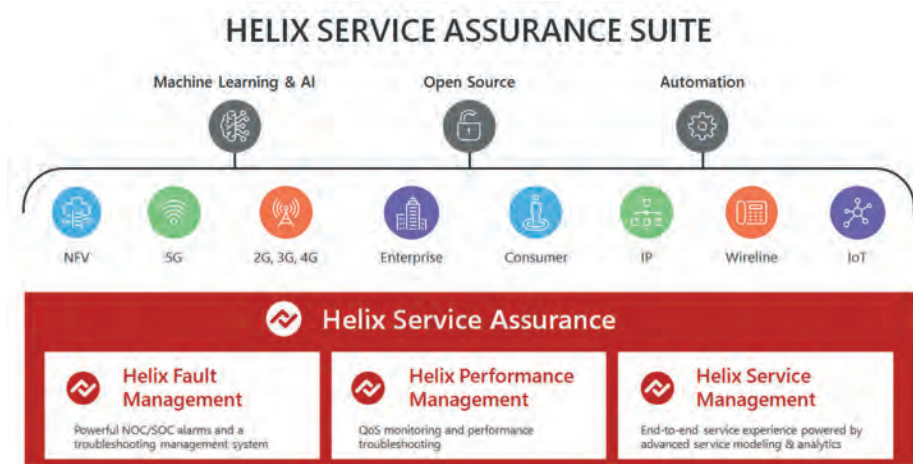 HELIX SERVICE ASSURANCE SUITE
Machine Learning & AI
Open Source
Automation
NFV
5G
2G, 3G, 4G
Enterprise
Consumer
IP
Wireline
IoT
Helix Service Assurance
Helix Fault
Management
Powerful NOC/SOC alarms and a
troubleshooting management system
Helix Performance
Management
QoS monitoring and performance
troubleshooting
Helix Service
Management
End-to-end service experience powered by
advanced service modeling & analytics